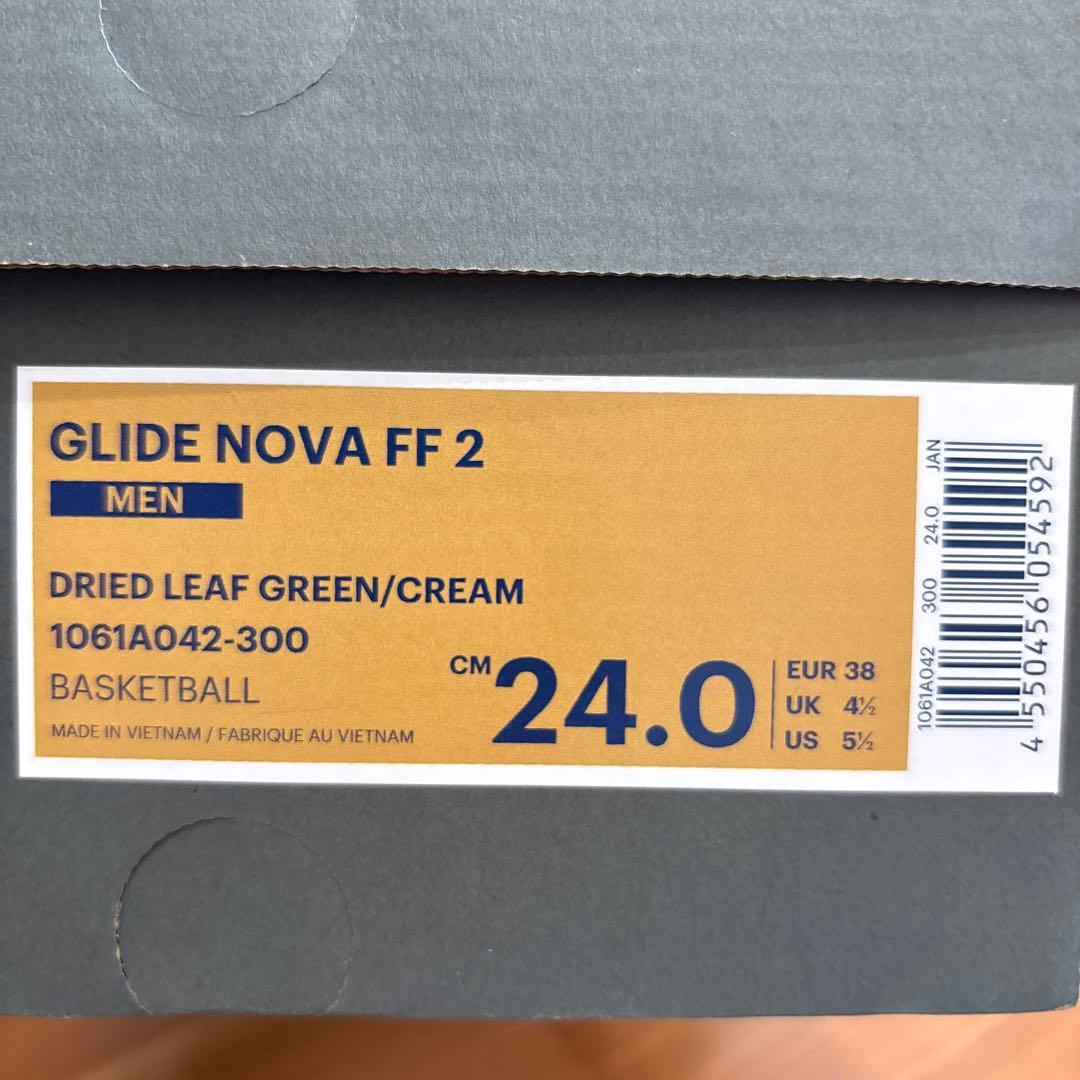 GLIDE NOVA FF 2
MEN
DRIED LEAF GREEN/CREAM
1061A042-300
BASKETBALL
MADE IN VIETNAM / FABRIQUE AU VIETNAM
CM 24.0
EUR 38
UK 4½
US 5½
1061A042 300 24.0 JAN
4 550456 054592